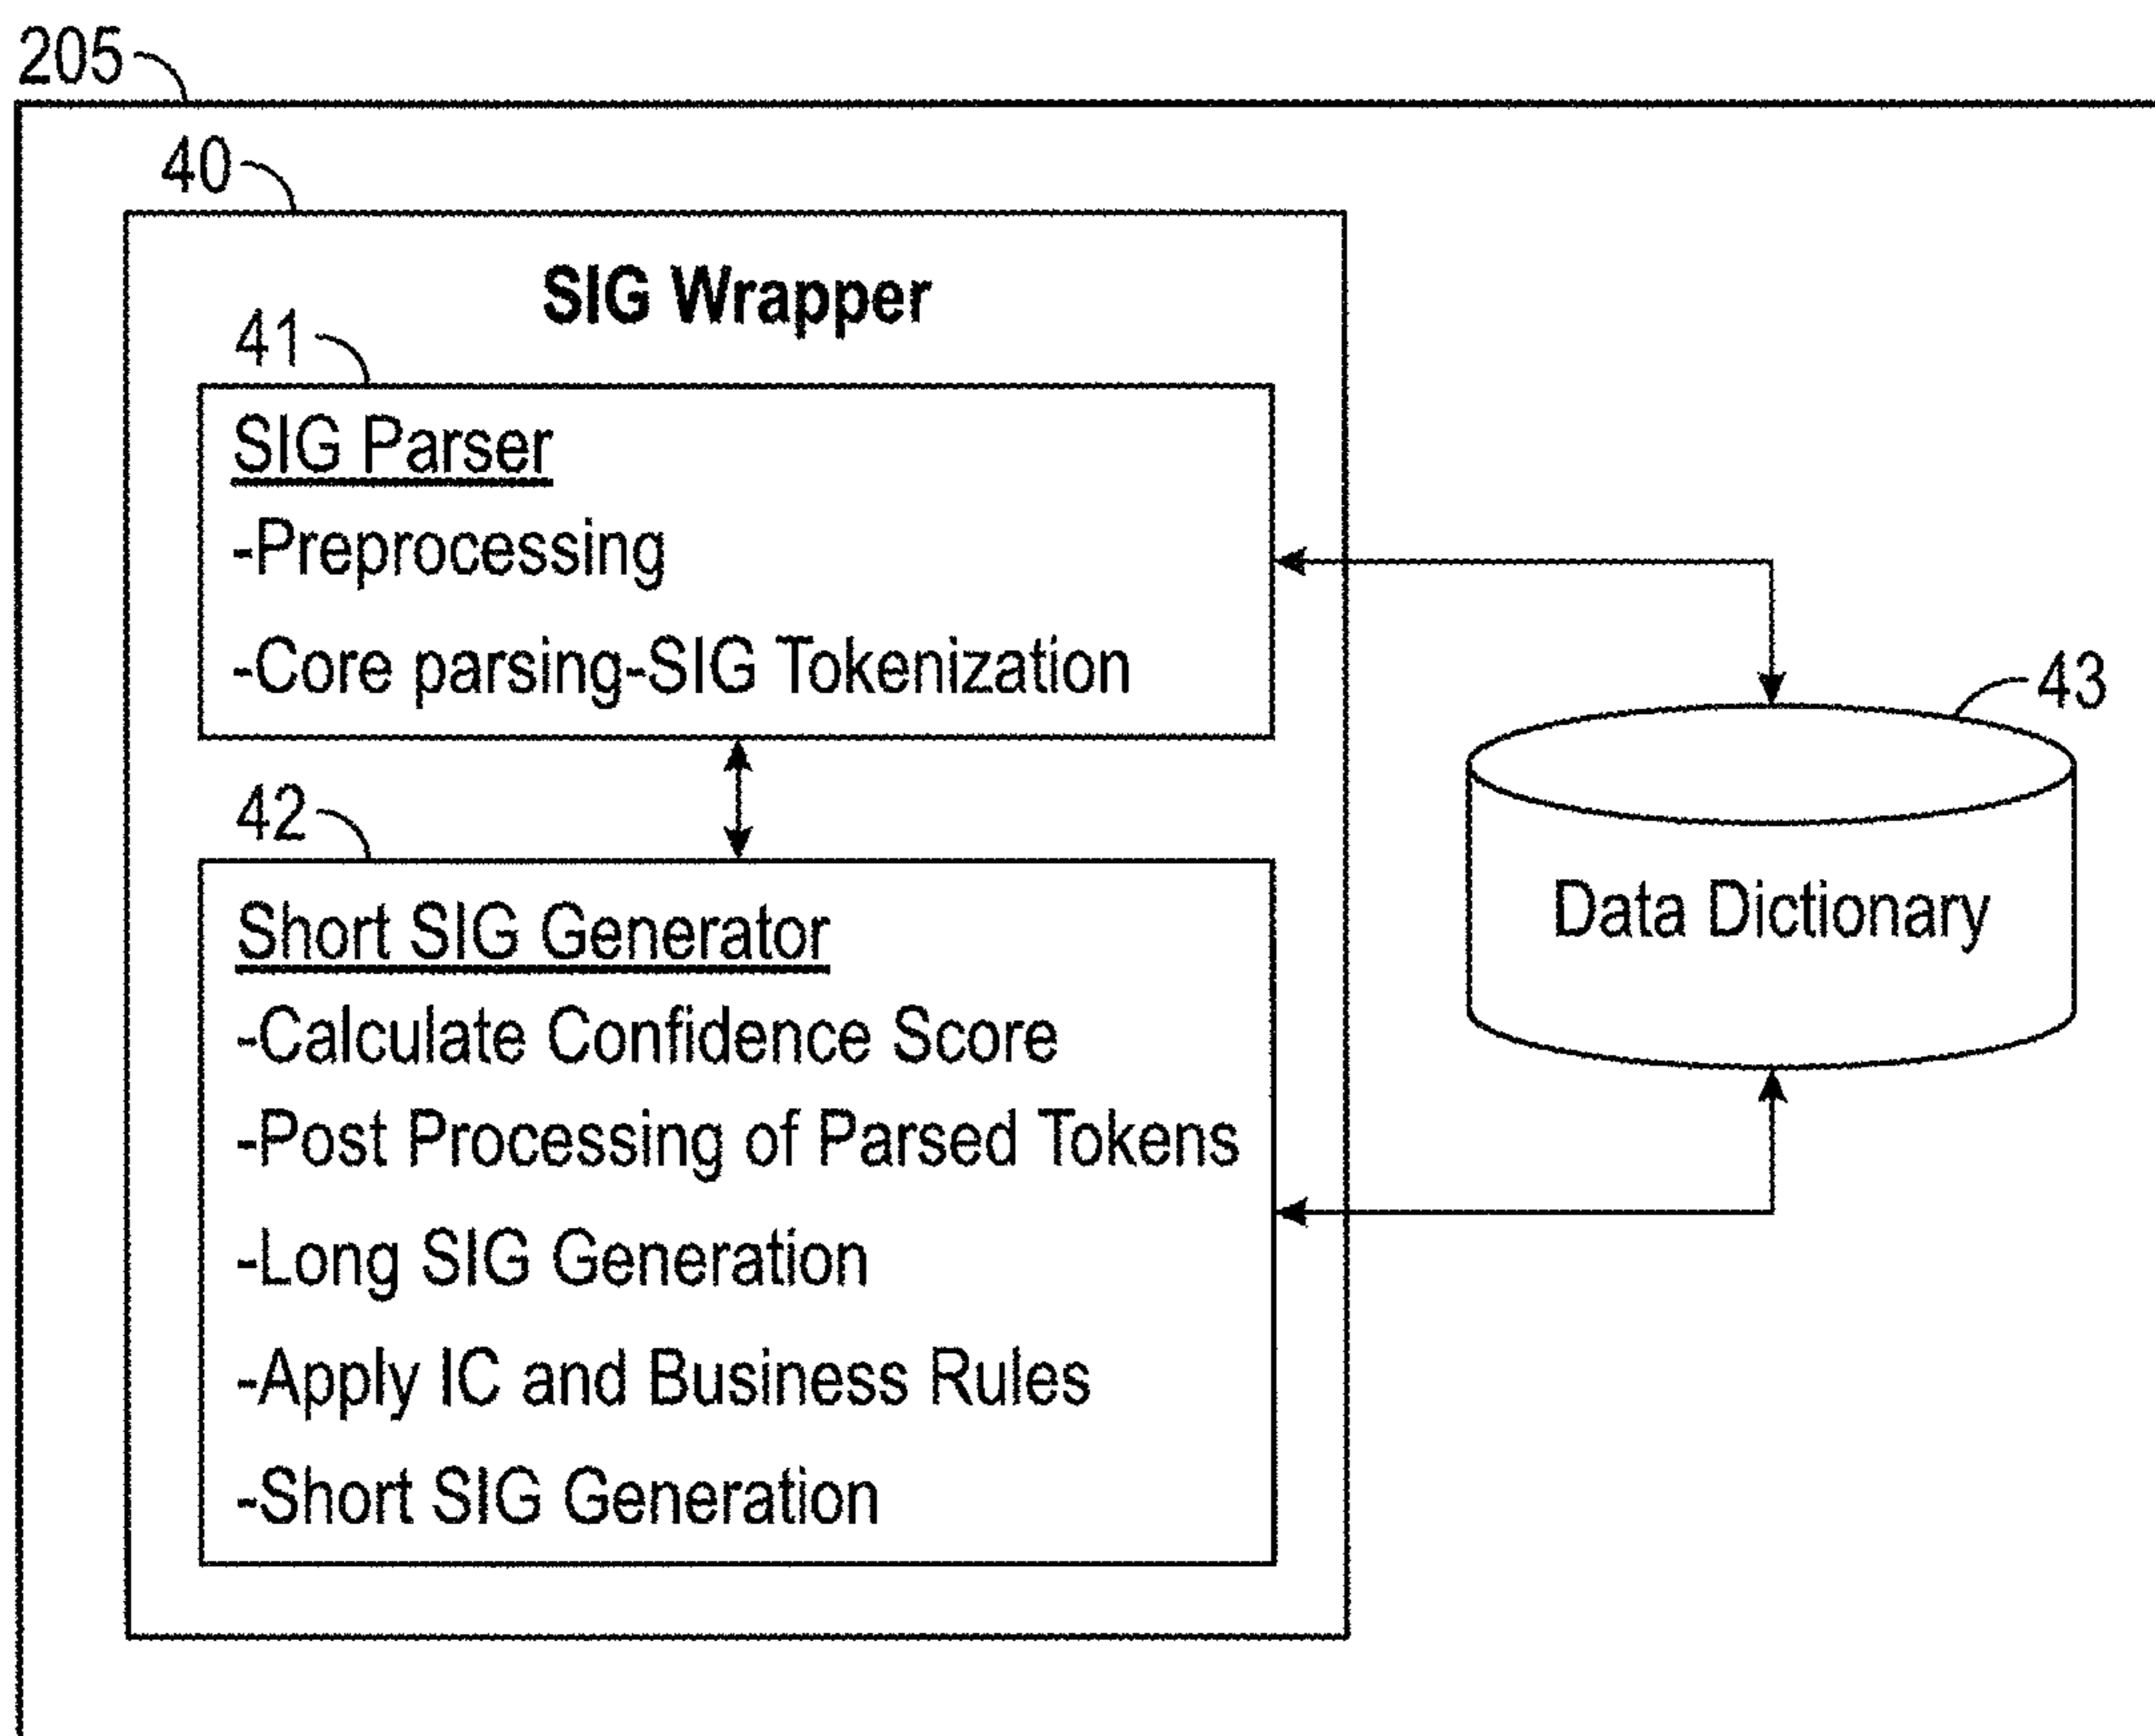 205
40
SIG Wrapper
41
SIG Parser
-Preprocessing
-Core parsing-SIG Tokenization
43
Data Dictionary
42
Short SIG Generator
-Calculate Confidence Score
-Post Processing of Parsed Tokens
-Long SIG Generation
-Apply IC and Business Rules
-Short SIG Generation